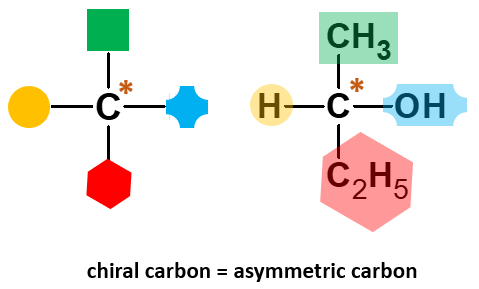 CH₃
C*
H C* OH
C₂H₅
chiral carbon = asymmetric carbon